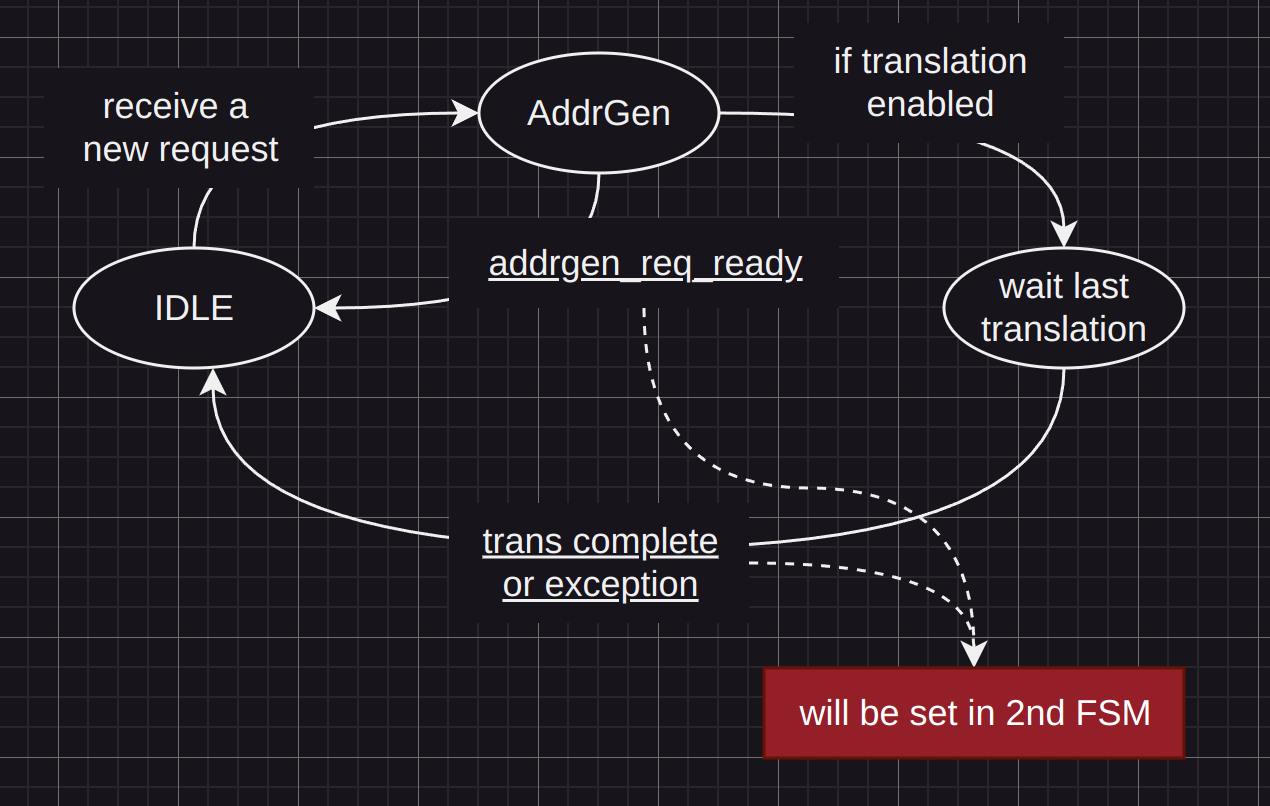 if translation
enabled
receive a
new request
AddrGen
addrgen_req_ready
IDLE
wait last
translation
trans complete
or exception
will be set in 2nd FSM